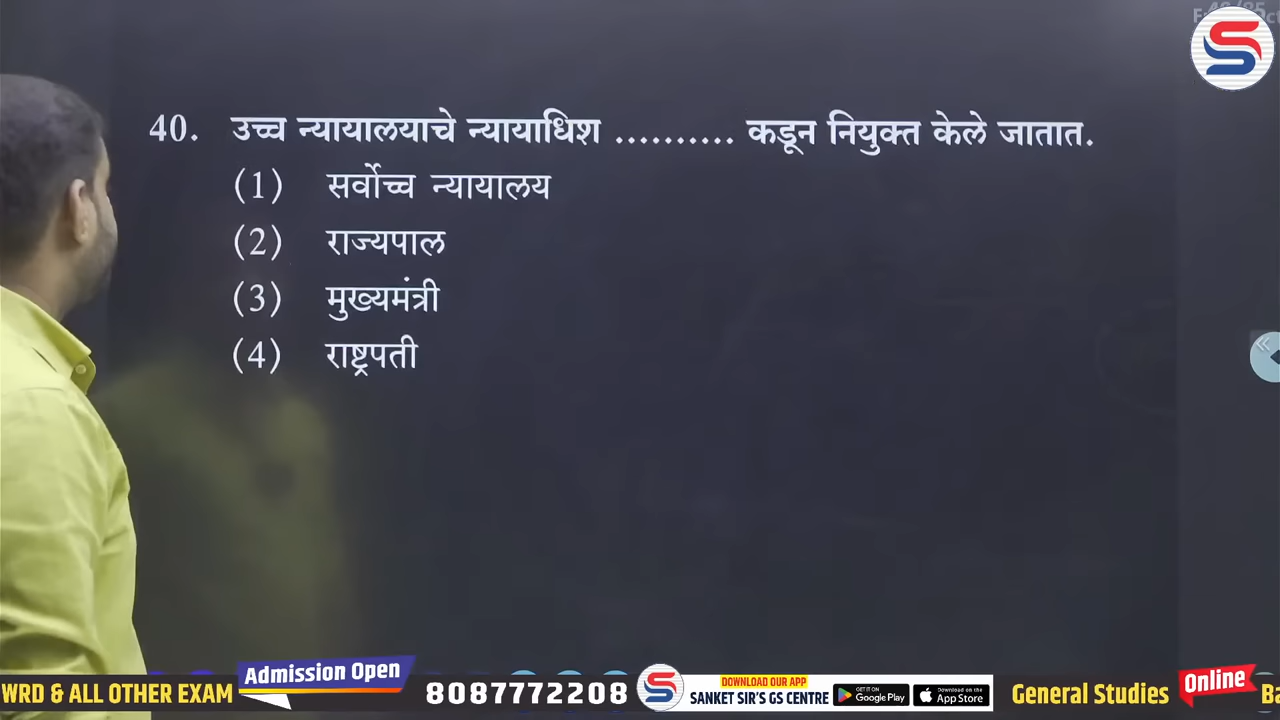 40. उच्च न्यायालयाचे न्यायाधिश .......... कडून नियुक्त केले जातात.
(1) सर्वोच्च न्यायालय
(2) राज्यपाल
(3) मुख्यमंत्री
(4) राष्ट्रपती
WRD & ALL OTHER EXAM
Admission Open
8087772208
DOWNLOAD OUR APP
SANKET SIR'S GS CENTRE
GET IT ON
Google Play
Download on the
App Store
General Studies
Online